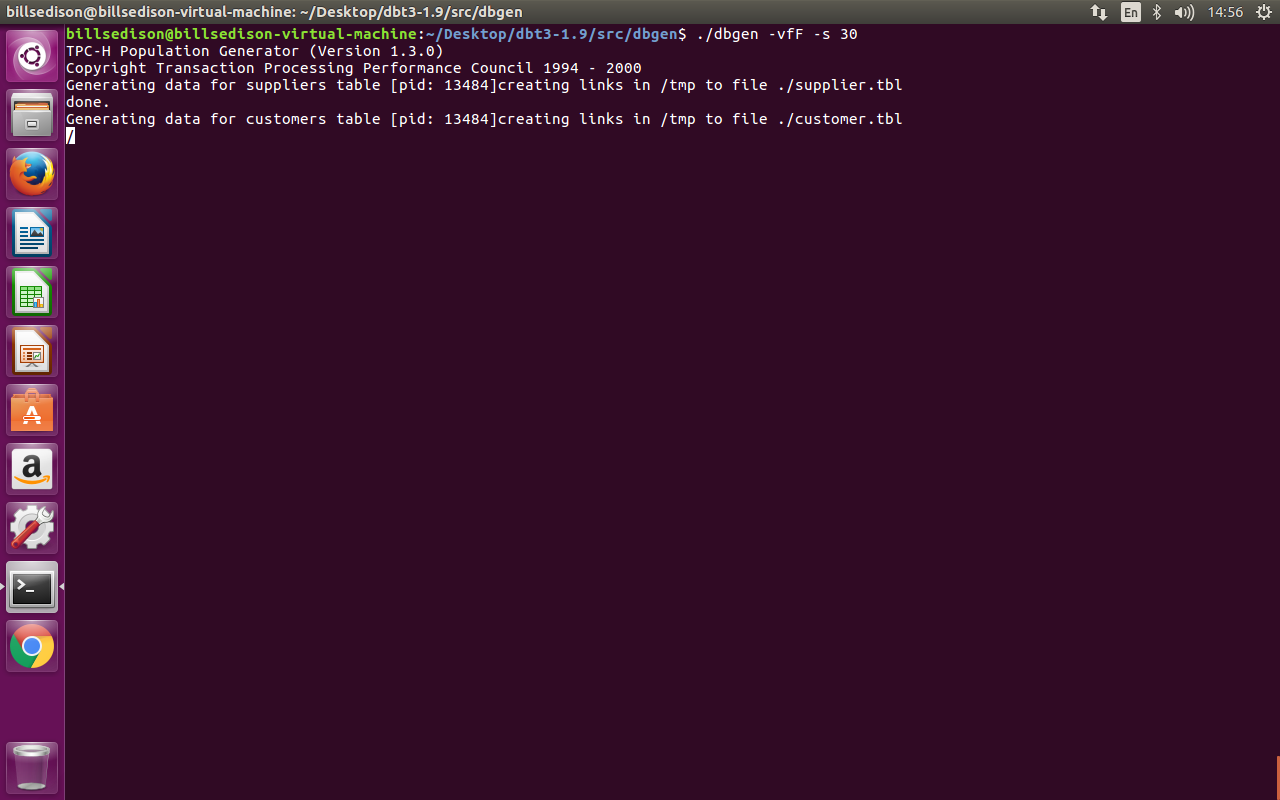 billsedison@billsedison-virtual-machine: ~/Desktop/dbt3-1.9/src/dbgen En 14:56
billsedison@billsedison-virtual-machine:~/Desktop/dbt3-1.9/src/dbgen$ ./dbgen -vfF -s 30
TPC-H Population Generator (Version 1.3.0)
Copyright Transaction Processing Performance Council 1994 - 2000
Generating data for suppliers table [pid: 13484]creating links in /tmp to file ./supplier.tbl
done.
Generating data for customers table [pid: 13484]creating links in /tmp to file ./customer.tbl
/